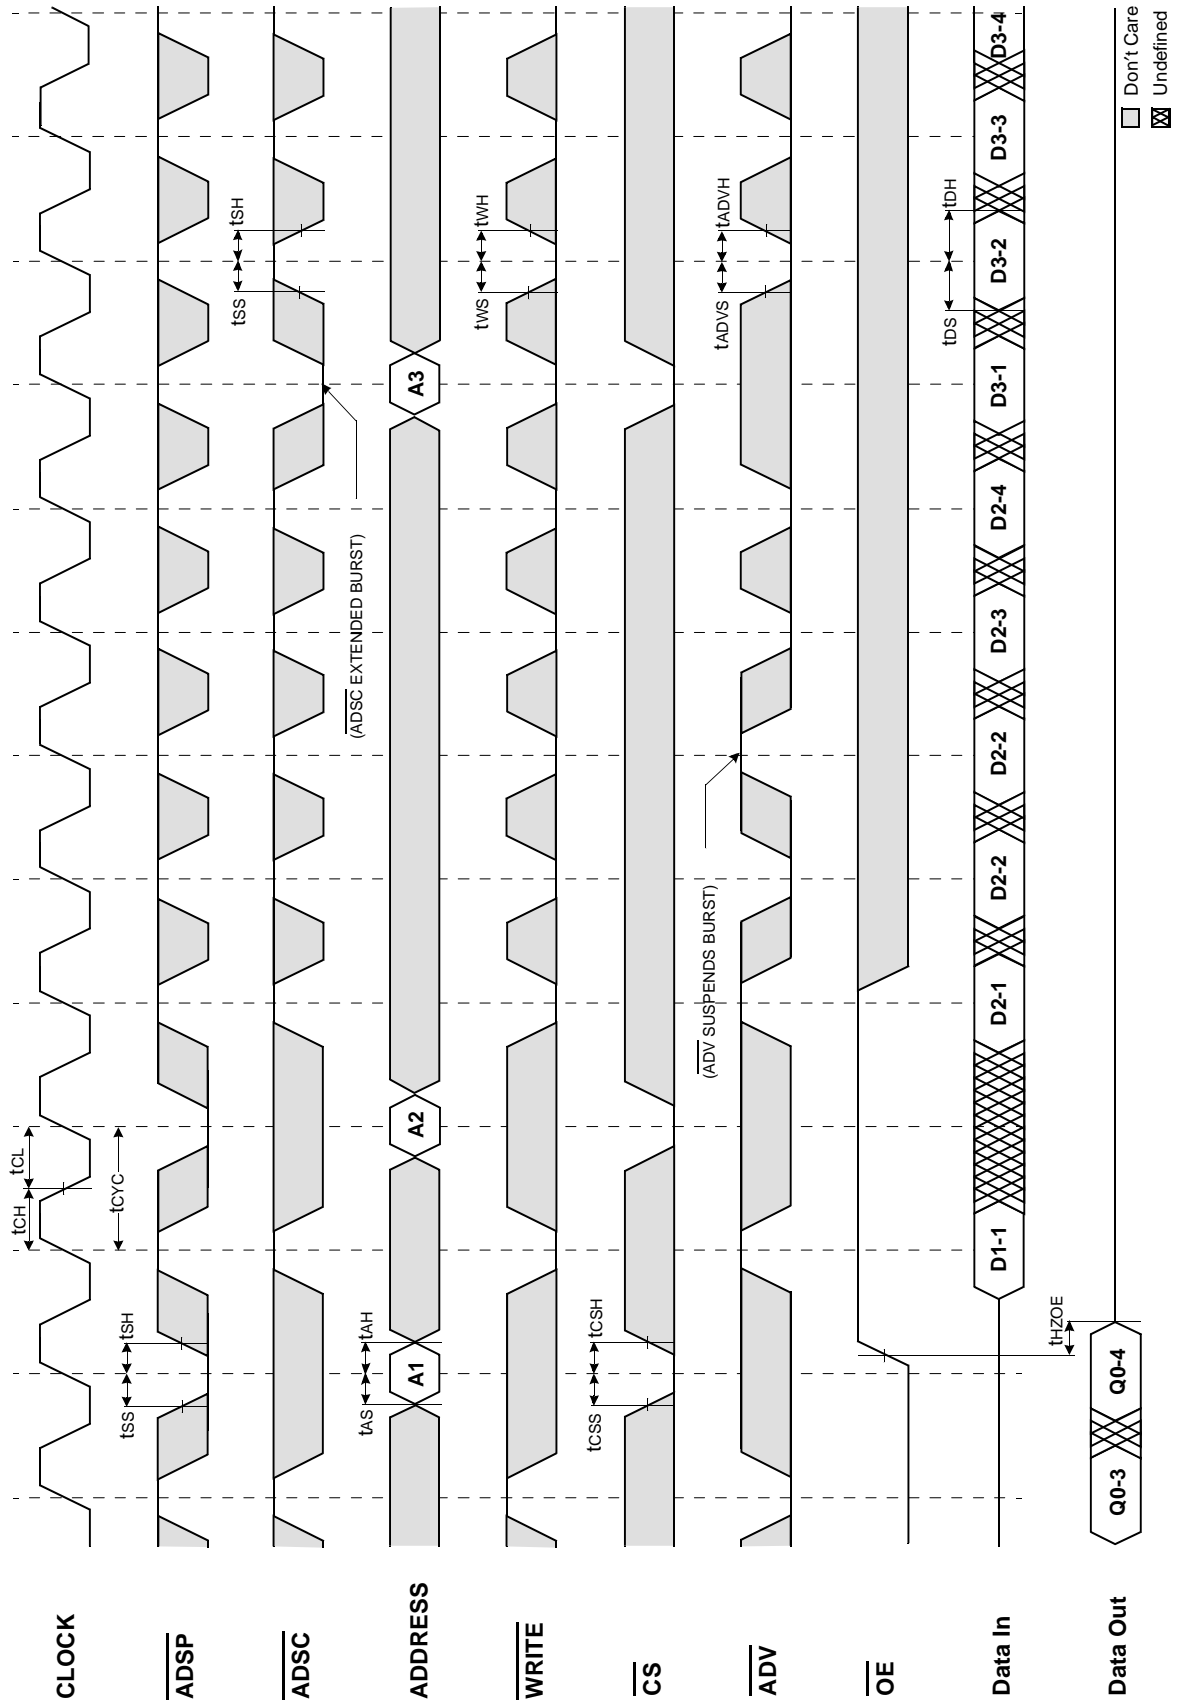 CLOCK
tCH
tCL
tCYC
ADSP
tSS
tSH
ADSC
tSS
tSH
(ADSC EXTENDED BURST)
ADDRESS
tAS
tAH
A1
A2
A3
WRITE
tWS
tWH
CS
tCSS
tCSH
ADV
(ADV SUSPENDS BURST)
tADVS
tADVH
OE
Data In
D1-1
D2-1
D2-2
D2-2
D2-3
D2-4
D3-1
D3-2
D3-3
D3-4
tDS
tDH
tHZOE
Data Out
Q0-3
Q0-4
Don't Care
Undefined